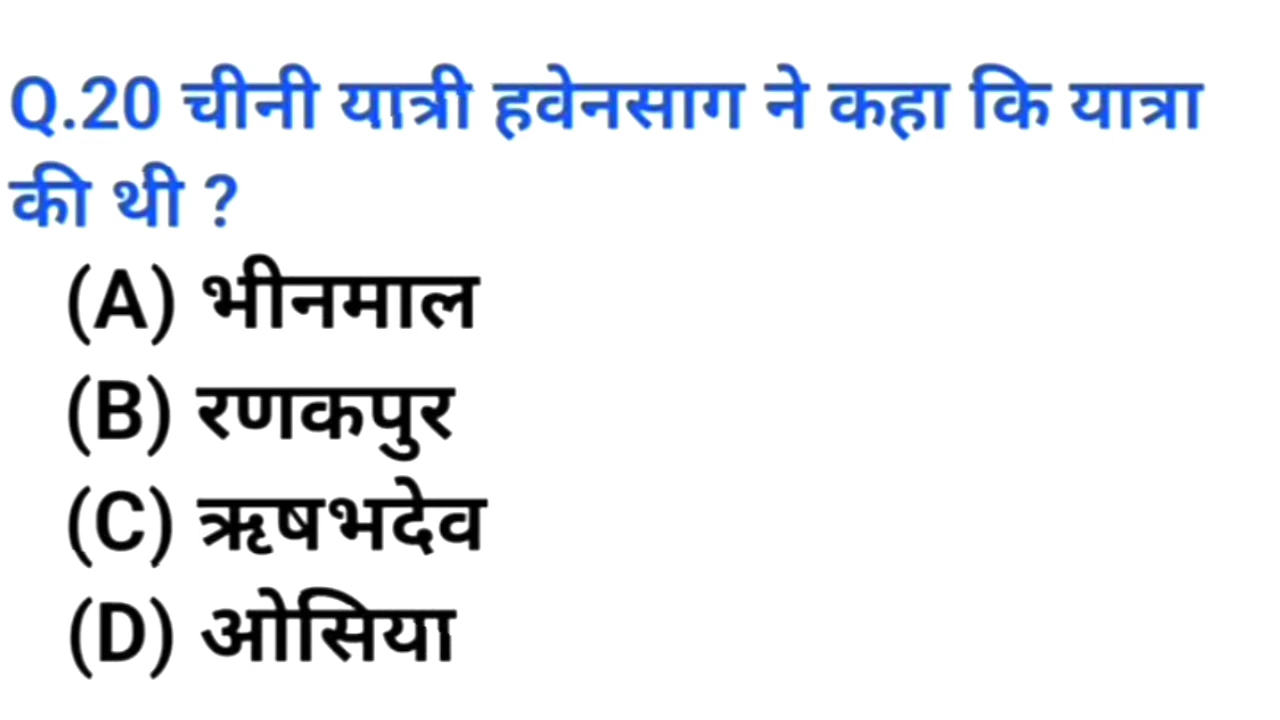 Q.20 चीनी यात्री हवेनसाग ने कहा कि यात्रा
की थी ?
(A) भीनमाल
(B) रणकपुर
(C) ऋषभदेव
(D) ओसिया